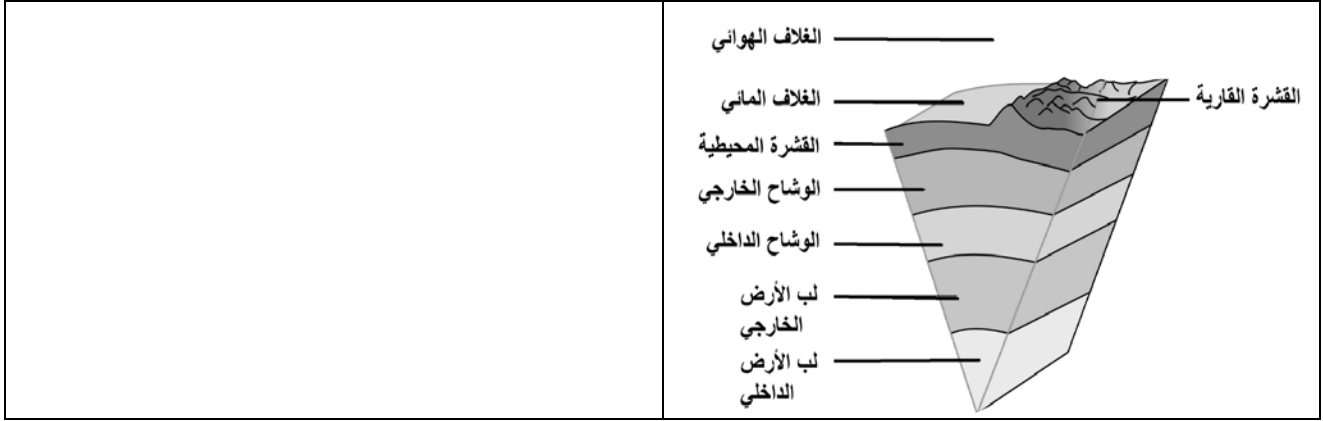 الغلاف الهوائي
القشرة القارية
الغلاف المائي
القشرة المحيطية
الوشاح الخارجي
الوشاح الداخلي
لب الأرض
الخارجي
لب الأرض
الداخلي